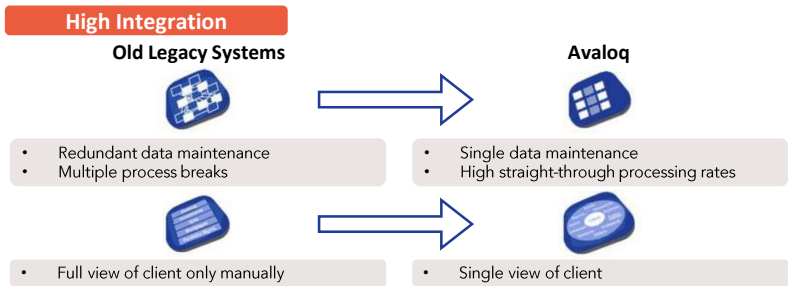 High Integration
Old Legacy Systems
Avaloq
• Redundant data maintenance
• Multiple process breaks
• Single data maintenance
• High straight-through processing rates
• Full view of client only manually
• Single view of client